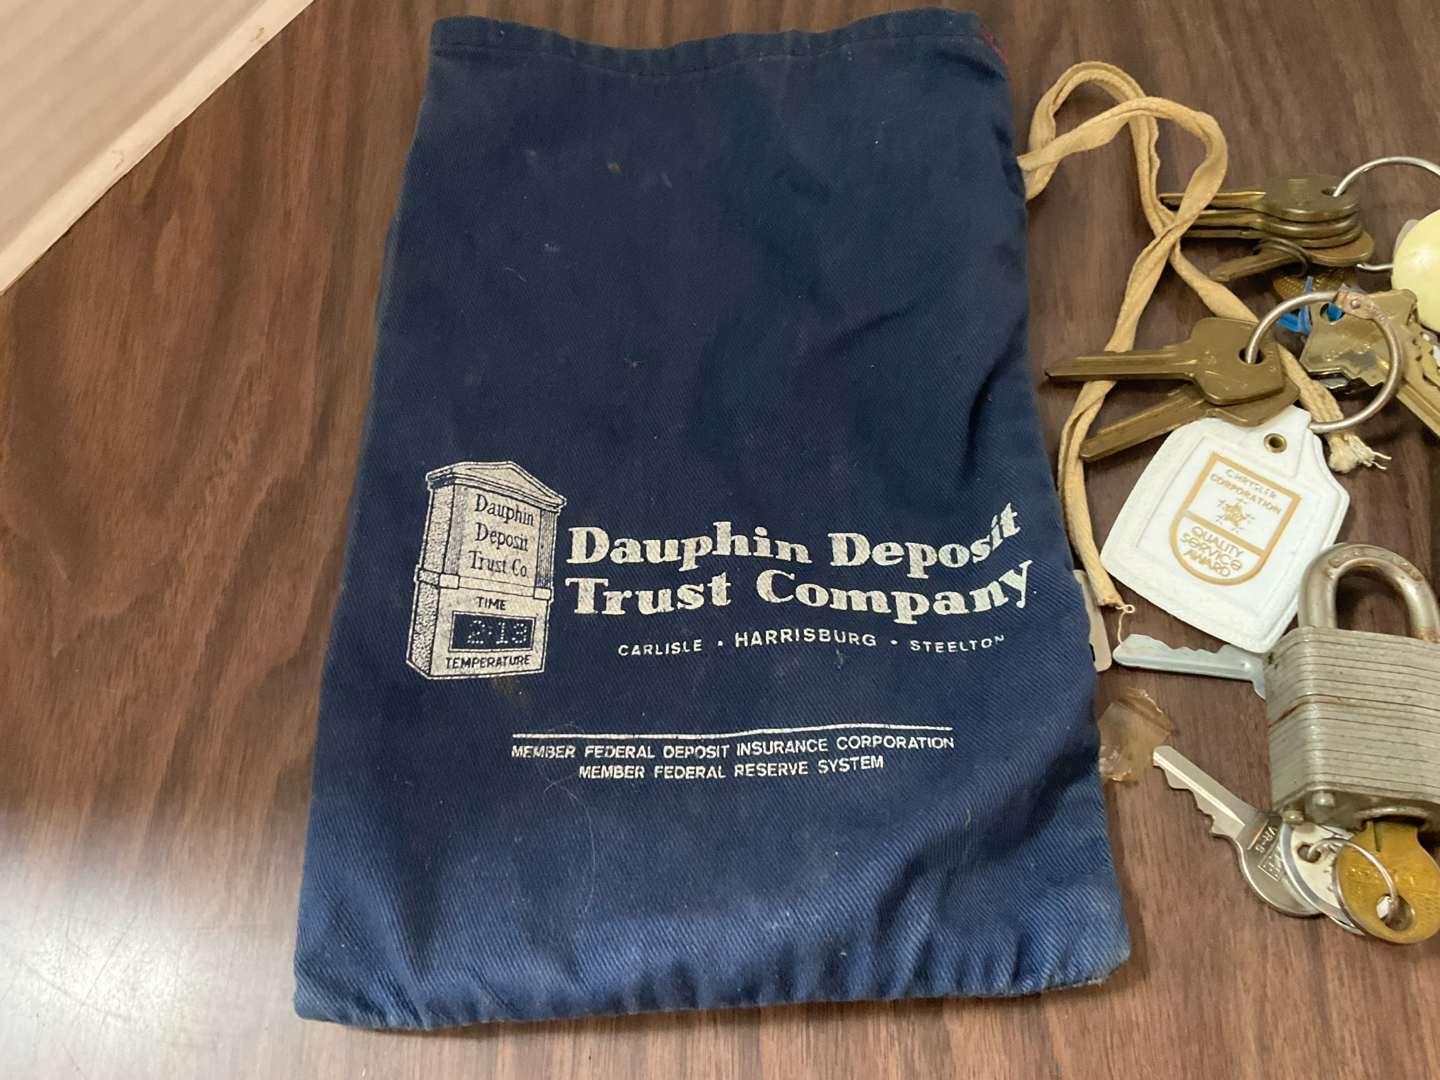 Dauphin
Deposit
Trust Co.
TIME
2:13
TEMPERATURE
Dauphin Deposit
Trust Company
CARLISLE • HARRISBURG • STEELTON
MEMBER FEDERAL DEPOSIT INSURANCE CORPORATION
MEMBER FEDERAL RESERVE SYSTEM
CHRYSLER
CORPORATION
QUALITY
SERVICE
AWARD